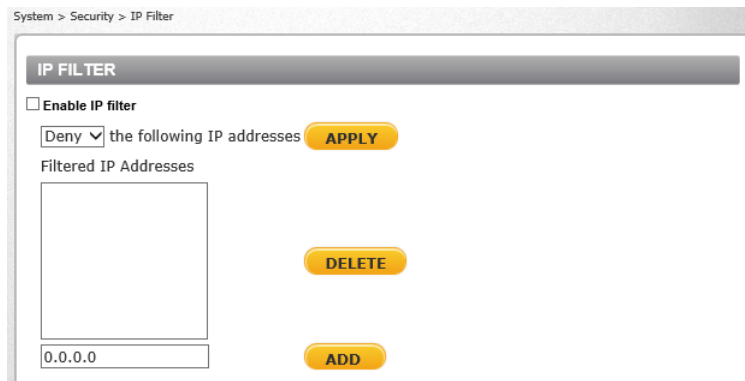 System > Security > IP Filter
IP FILTER
Enable IP filter
Deny the following IP addresses APPLY
Filtered IP Addresses
DELETE
0.0.0.0 ADD